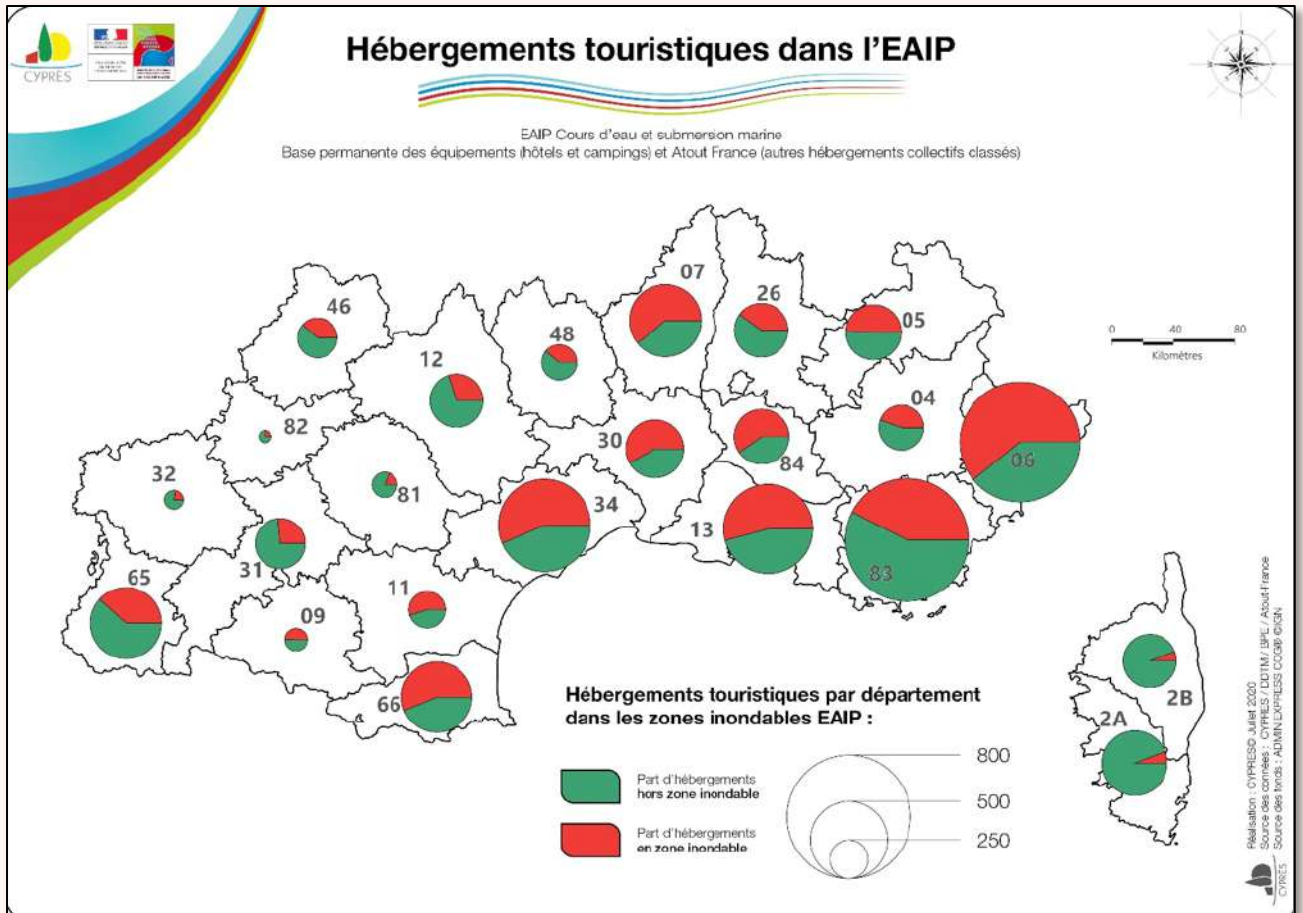 CYPRES
Hébergements touristiques dans l'EAIP
EAIP Cours d'eau et submersion marine
Base permanente des équipements (hôtels et campings) et Atout France (autres hébergements collectifs classés)
07
26
46
05
48
12
0 40 80
Kilomètres
04
82
30
06
84
32
81
34
13
31
83
65
11
09
66
2B
2A
Hébergements touristiques par département
dans les zones inondables EAIP :
Part d'hébergements
hors zone inondable
Part d'hébergements
en zone inondable
800
500
250
Réalisation : CYPRES© Juillet 2020
Source des données : CYPRES / DDTM / BPE / Atout-France
Source des fonds : ADMIN EXPRESS COG®©IGN
CYPRES